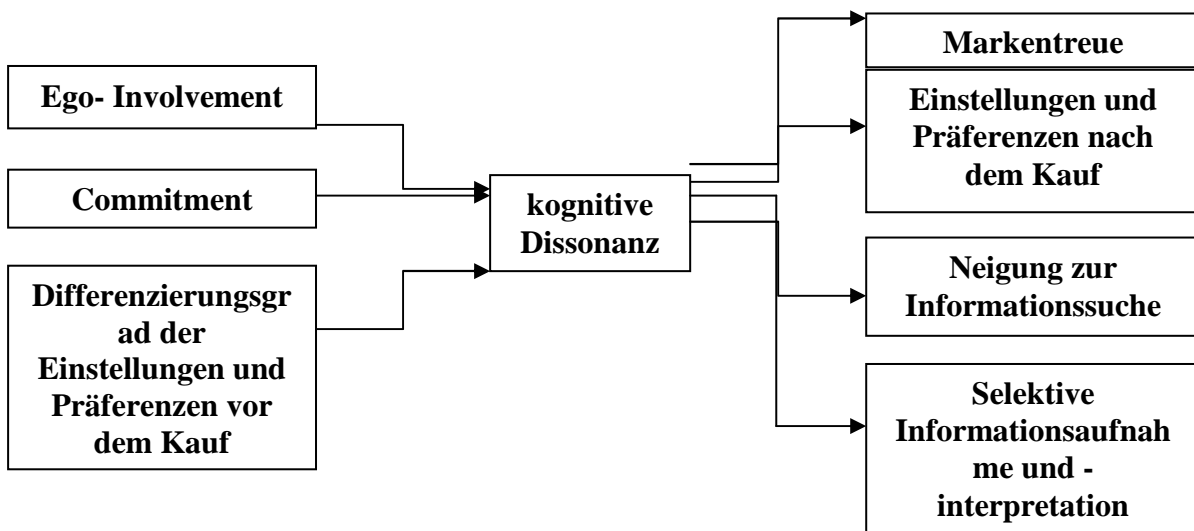 Ego- Involvement
Commitment
Differenzierungsgr
ad der
Einstellungen und
Präferenzen vor
dem Kauf
kognitive
Dissonanz
Markentreue
Einstellungen und
Präferenzen nach
dem Kauf
Neigung zur
Informationssuche
Selektive
Informationsaufnah
me und -
interpretation